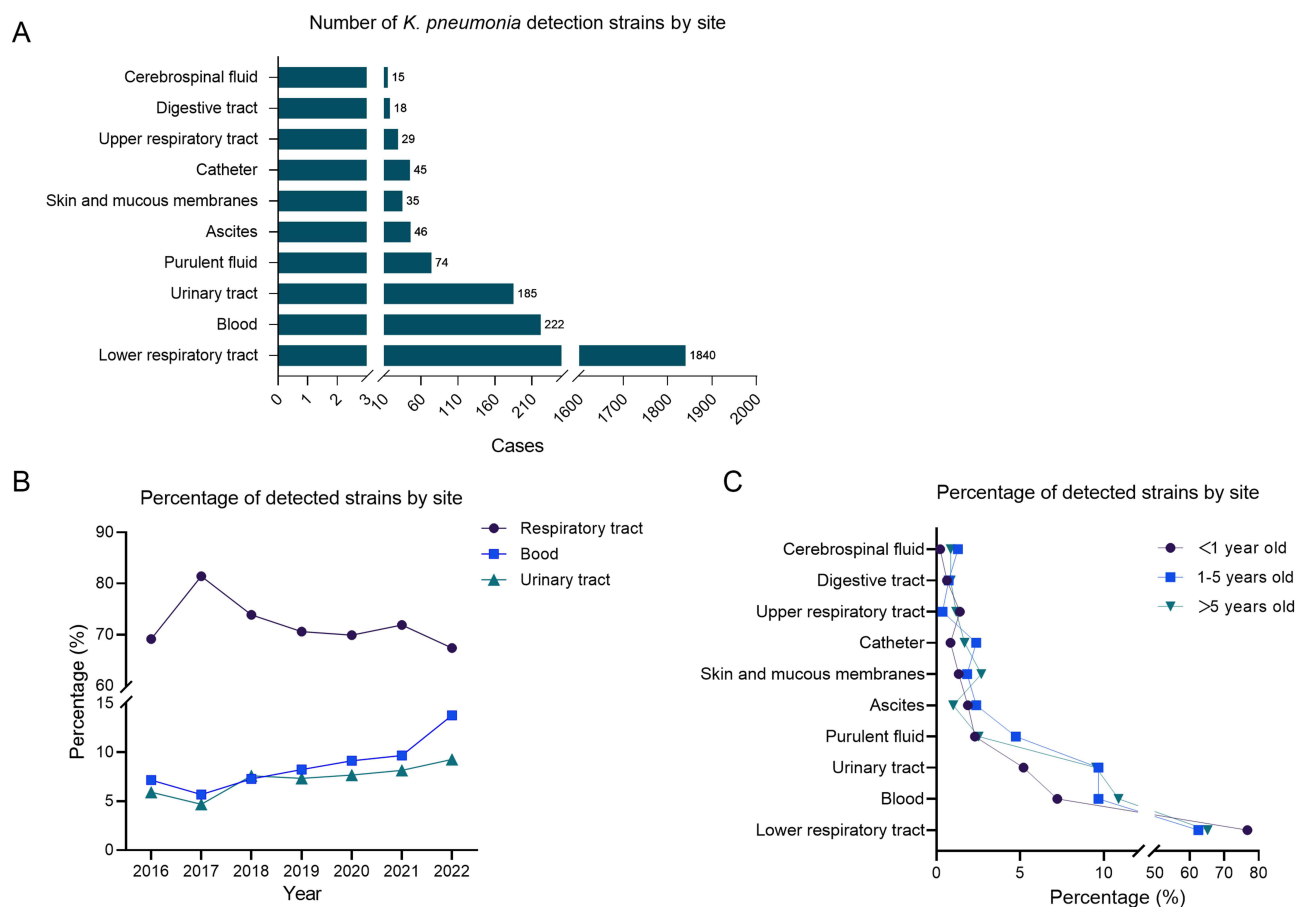 A
Number of K. pneumonia detection strains by site
Cerebrospinal fluid 15
Digestive tract 18
Upper respiratory tract 29
Catheter 45
Skin and mucous membranes 35
Ascites 46
Purulent fluid 74
Urinary tract 185
Blood 222
Lower respiratory tract 1840
0 1 2 3 10 60 110 160 210 1600 1700 1800 1900 2000
Cases
B
Percentage of detected strains by site
Respiratory tract
Bood
Urinary tract
Percentage (%)
90
80
70
60
15
10
5
0
2016 2017 2018 2019 2020 2021 2022
Year
C
Percentage of detected strains by site
<1 year old
1-5 years old
>5 years old
Cerebrospinal fluid
Digestive tract
Upper respiratory tract
Catheter
Skin and mucous membranes
Ascites
Purulent fluid
Urinary tract
Blood
Lower respiratory tract
0 5 10 50 60 70 80
Percentage (%)